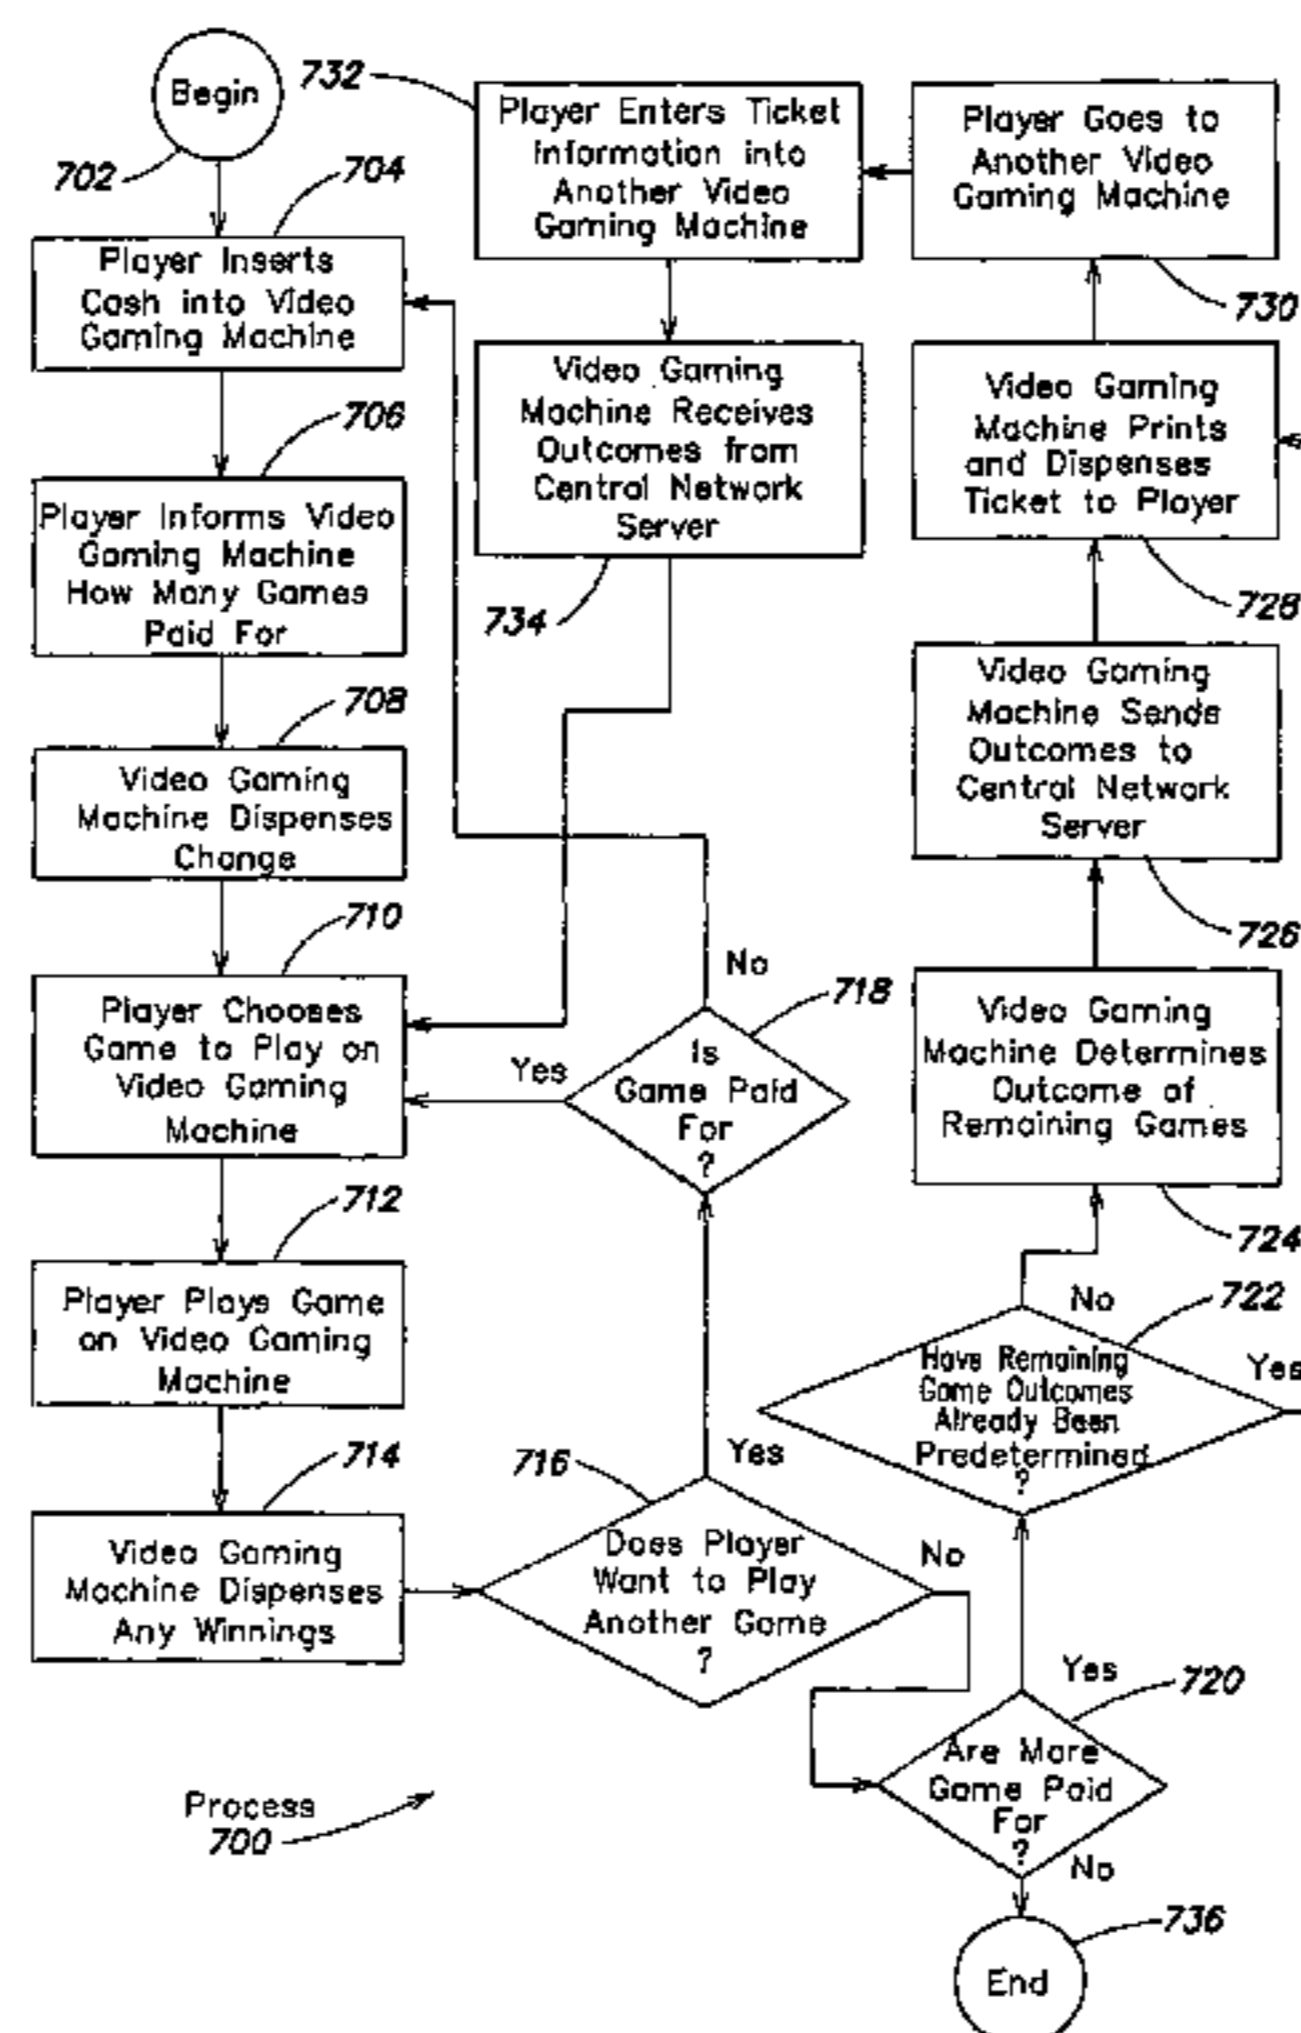 Begin
702
704
Player Inserts
Cash into Video
Gaming Machine
706
Player Informs Video
Gaming Machine
How Many Games
Paid For
708
Video Gaming
Machine Dispenses
Change
710
Player Chooses
Game to Play on
Video Gaming
Machine
712
Player Plays Game
on Video Gaming
Machine
714
Video Gaming
Machine Dispenses
Any Winnings
716
Does Player
Want to Play
Another Game
?
Yes
No
718
Is
Game Paid
For
?
Yes
No
720
Are More
Game Paid
For
?
Yes
No
722
Have Remaining
Game Outcomes
Already Been
Predetermined
?
No
Yes
724
Video Gaming
Machine Determines
Outcome of
Remaining Games
726
Video Gaming
Machine Sends
Outcomes to
Central Network
Server
728
Video Gaming
Machine Prints
and Dispenses
Ticket to Player
730
Player Goes to
Another Video
Gaming Machine
732
Player Enters Ticket
Information into
Another Video
Gaming Machine
734
Video Gaming
Machine Receives
Outcomes from
Central Network
Server
736
End
Process
700